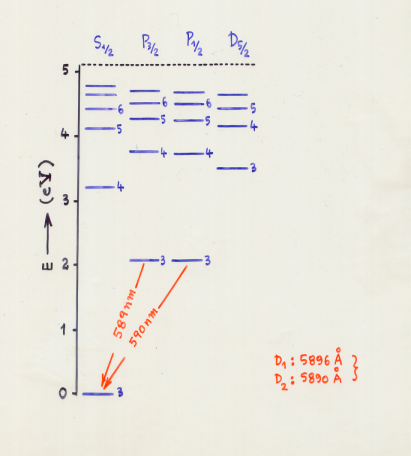 S₁/₂ P₃/₂ P₁/₂ D₅/₂
5
6 6 6 5
5 5 5 4
4
4 4 3
4
3
2 3 3
589nm
590nm
1
0 3
E → (eV)
D₁ : 5896 Å
D₂ : 5890 Å